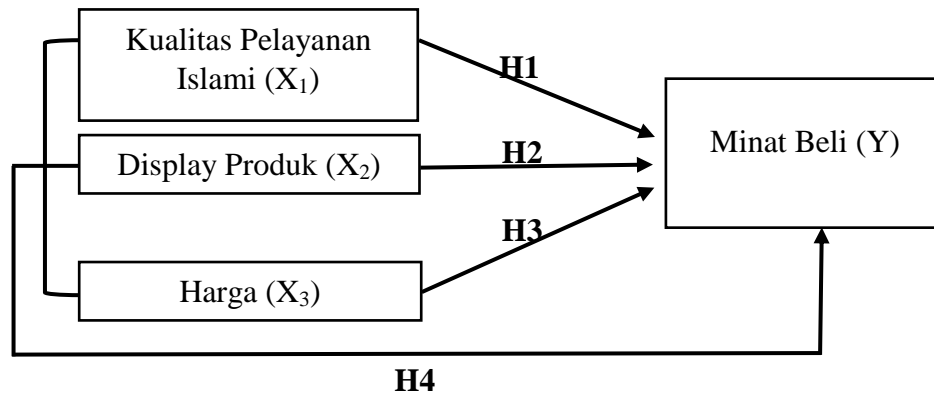 Kualitas Pelayanan
Islami (X₁)
H1
Display Produk (X₂)
H2
Minat Beli (Y)
H3
Harga (X₃)
H4